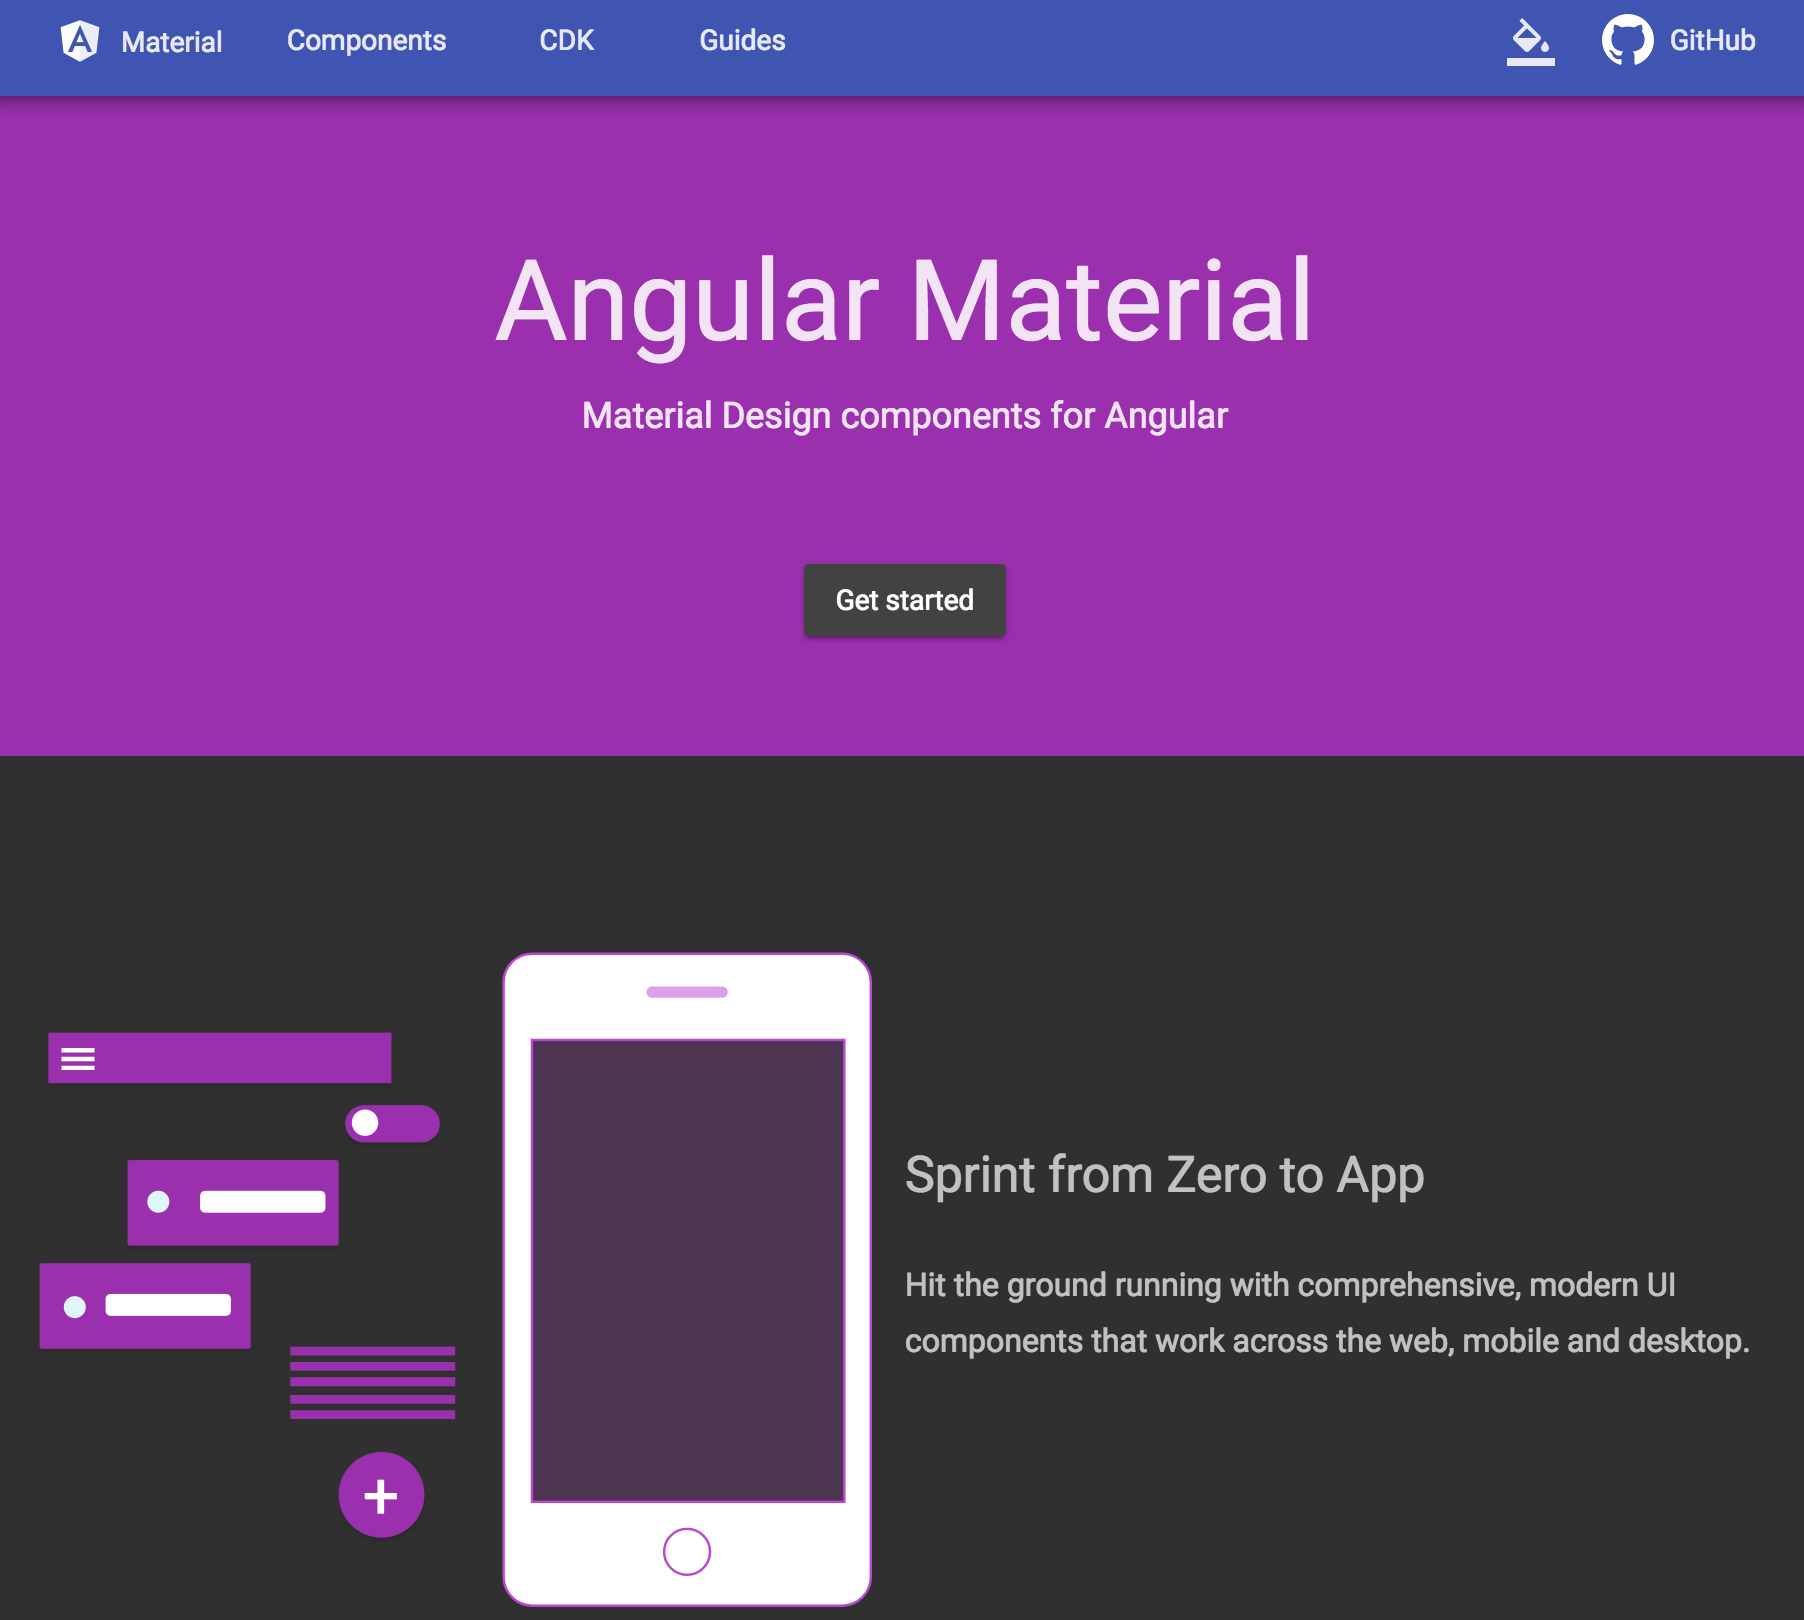 Material Components CDK Guides GitHub
Angular Material
Material Design components for Angular
Get started
Sprint from Zero to App
Hit the ground running with comprehensive, modern UI
components that work across the web, mobile and desktop.